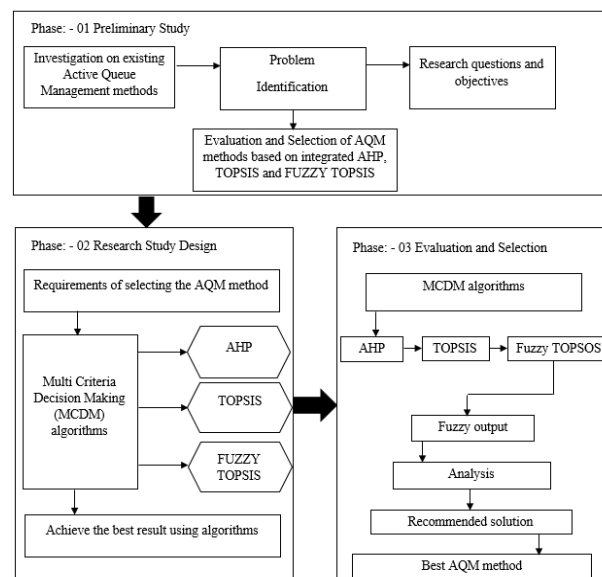 Phase: - 01 Preliminary Study
Investigation on existing
Active Queue
Management methods
Problem
Identification
Research questions and
objectives
Evaluation and Selection of AQM
methods based on integrated AHP,
TOPSIS and FUZZY TOPSIS
Phase: - 02 Research Study Design
Requirements of selecting the AQM method
Multi Criteria
Decision Making
(MCDM)
algorithms
AHP
TOPSIS
FUZZY
TOPSIS
Achieve the best result using algorithms
Phase: - 03 Evaluation and Selection
MCDM algorithms
AHP
TOPSIS
Fuzzy TOPSOS
Fuzzy output
Analysis
Recommended solution
Best AQM method